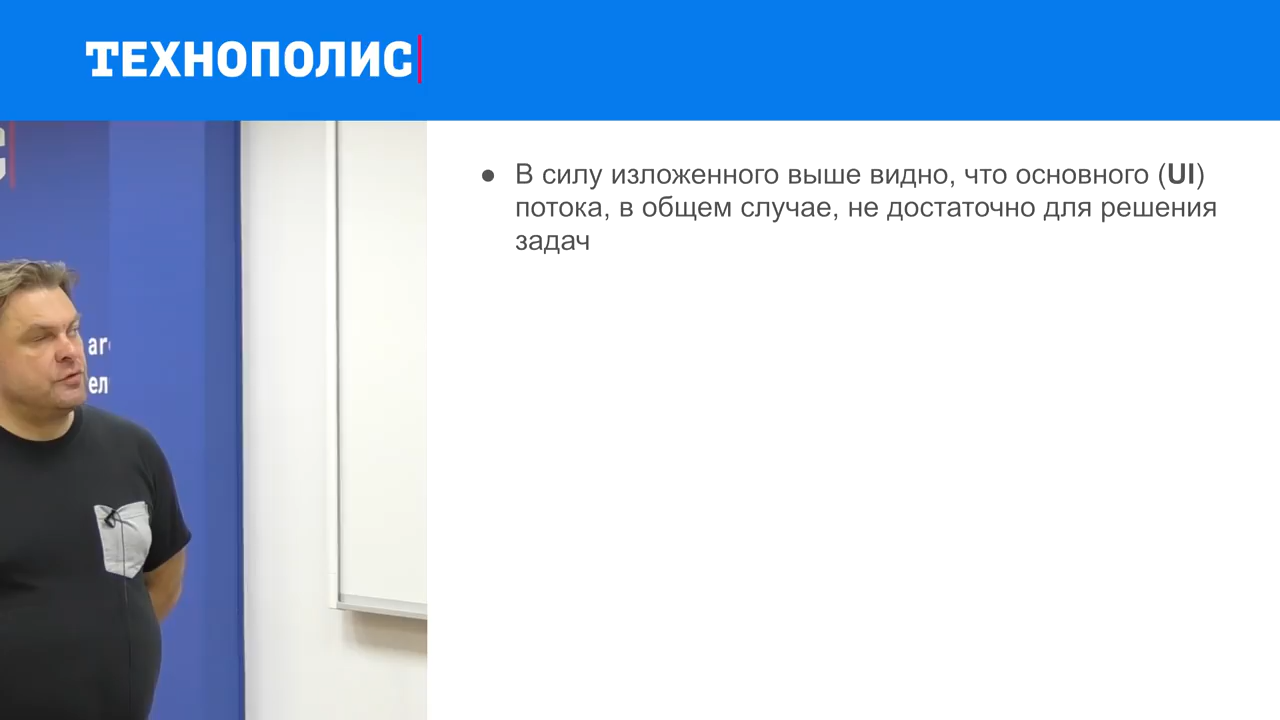 ТЕХНОПОЛИС
● В силу изложенного выше видно, что основного (UI)
потока, в общем случае, не достаточно для решения
задач